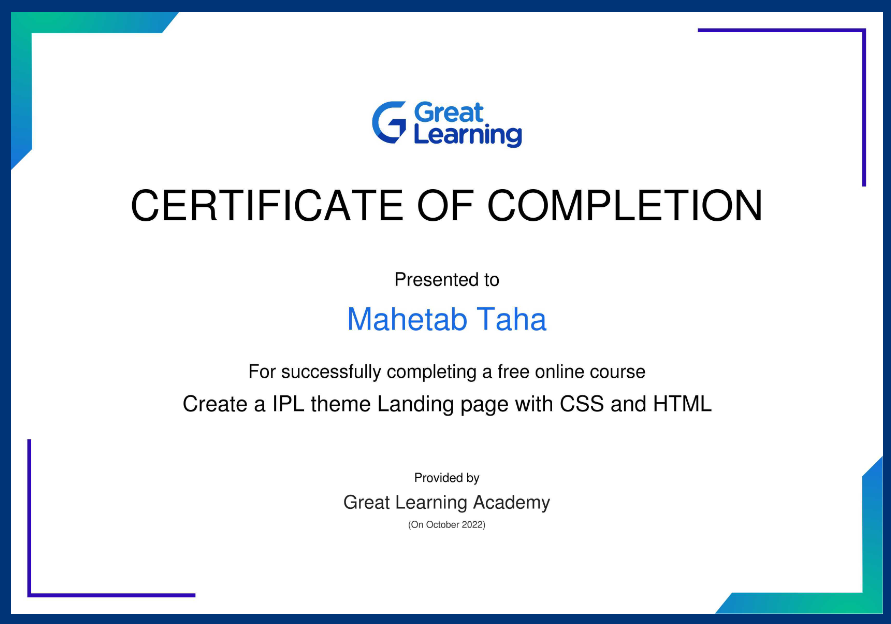 Great
Learning
CERTIFICATE OF COMPLETION
Presented to
Mahetab Taha
For successfully completing a free online course
Create a IPL theme Landing page with CSS and HTML
Provided by
Great Learning Academy
(On October 2022)